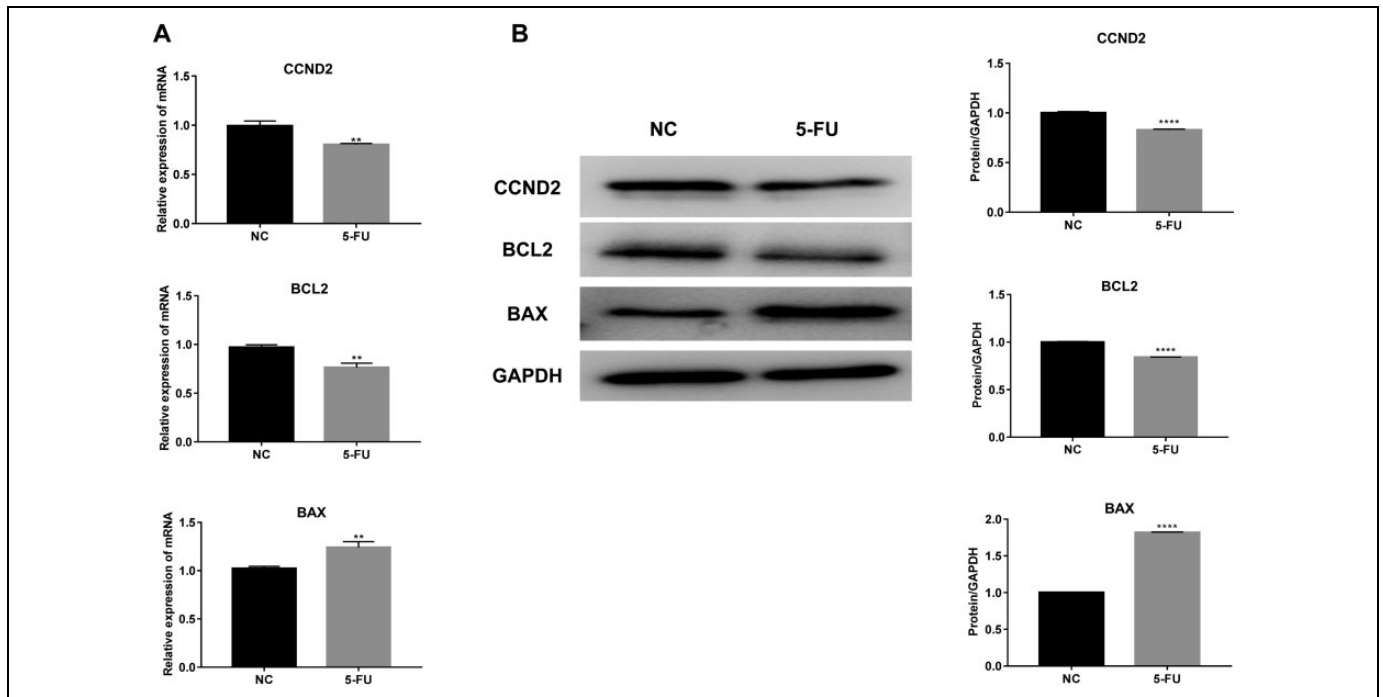 A
CCND2
Relative expression of mRNA
1.5
1.0
0.5
0.0
**
NC 5-FU
BCL2
Relative expression of mRNA
1.5
1.0
0.5
0.0
**
NC 5-FU
BAX
Relative expression of mRNA
1.5
1.0
0.5
0.0
**
NC 5-FU
B
NC 5-FU
CCND2
BCL2
BAX
GAPDH
CCND2
Protein/GAPDH
1.5
1.0
0.5
0.0
****
NC 5-FU
BCL2
Protein/GAPDH
1.5
1.0
0.5
0.0
****
NC 5-FU
BAX
Protein/GAPDH
2.0
1.5
1.0
0.5
0.0
****
NC 5-FU